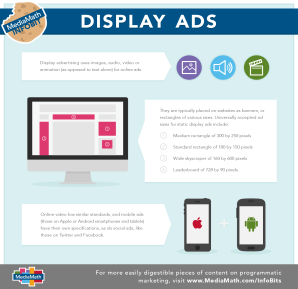 MediaMath
INFOBITS
DISPLAY ADS
Display advertising uses images, audio, video or
animation (as opposed to text alone) for online ads.
They are typically placed on websites as banners, or
rectangles of various sizes. Universally accepted ad
sizes for static display ads include:
Medium rectangle of 300 by 250 pixels
Standard rectangle of 180 by 150 pixels
Wide skyscraper of 160 by 600 pixels
Leaderboard of 728 by 90 pixels
Online video has similar standards, and mobile ads
(those on Apple or Android smartphones and tablets)
have their own specifications, as do social ads, like
those on Twitter and Facebook.
MediaMath
For more easily digestible pieces of content on programmatic
marketing, visit www.MediaMath.com/InfoBits